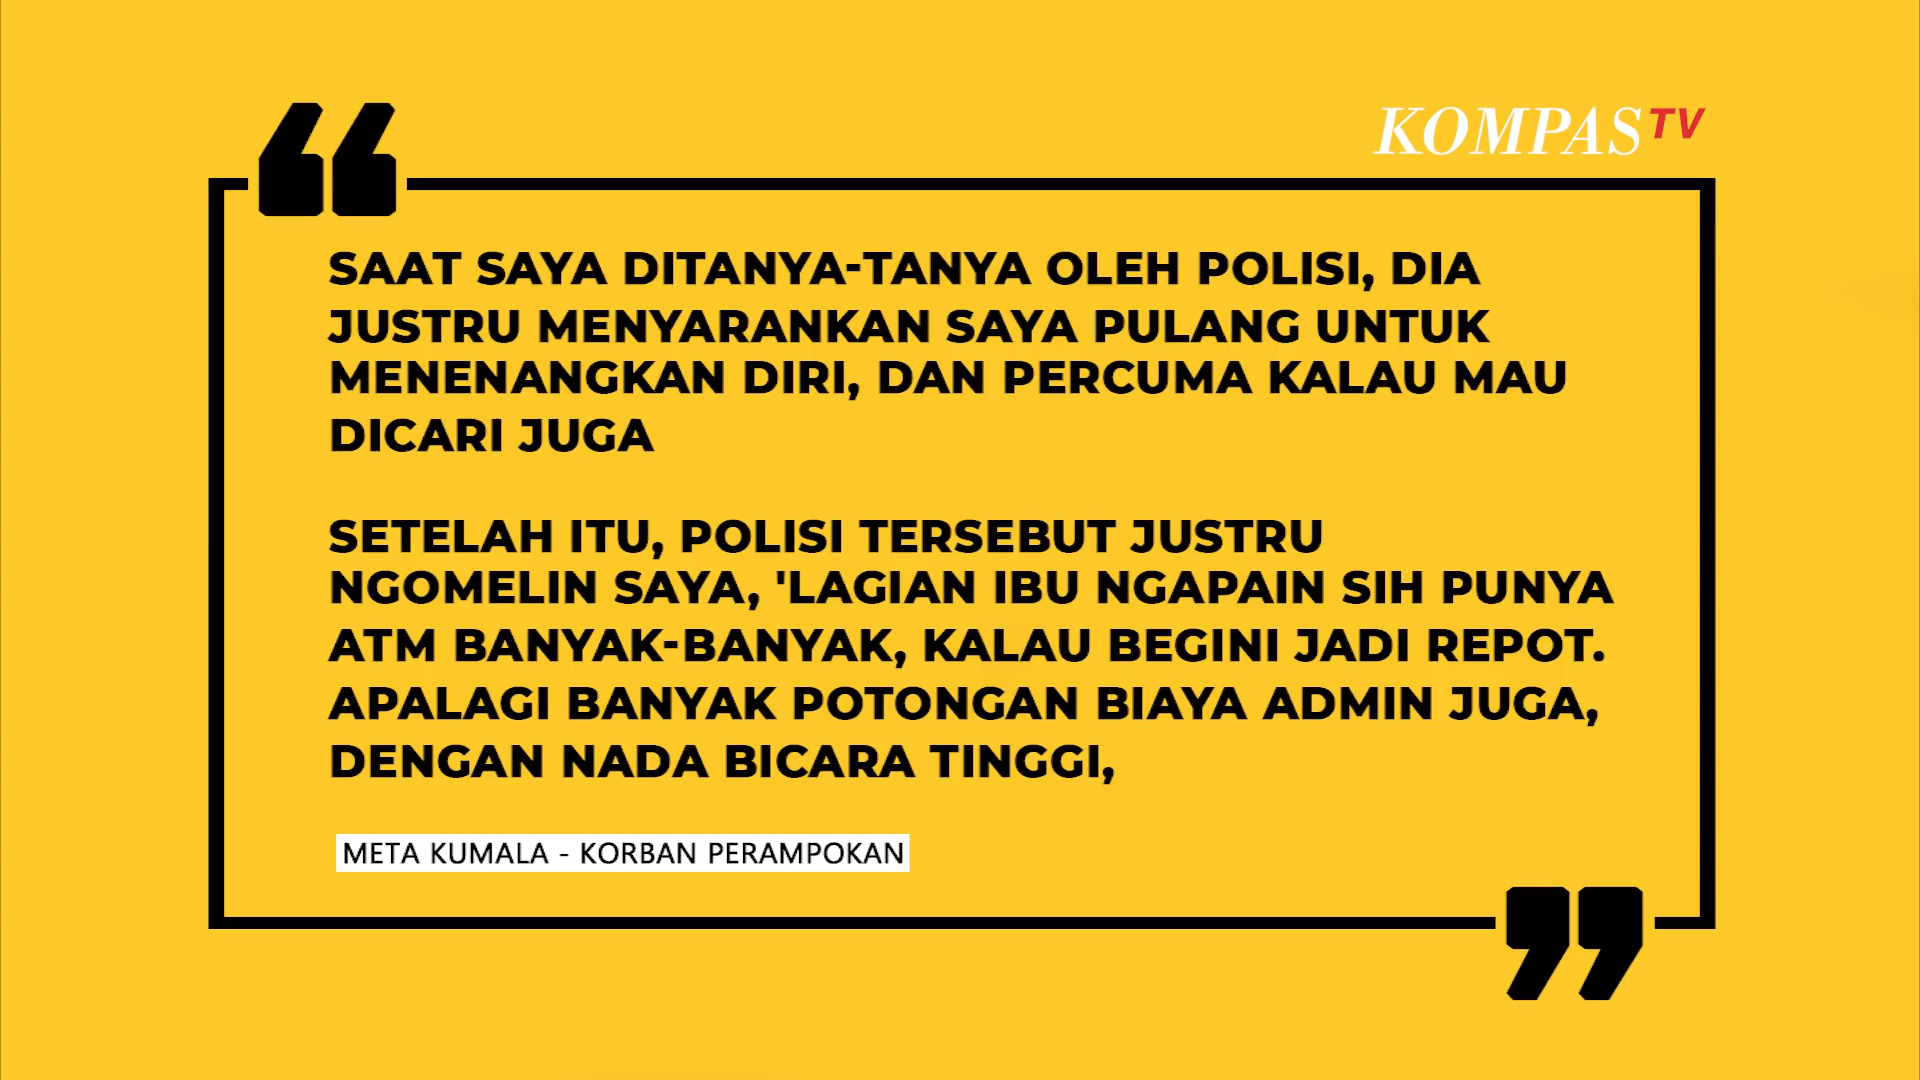 KOMPAS TV
SAAT SAYA DITANYA-TANYA OLEH POLISI, DIA
JUSTRU MENYARANKAN SAYA PULANG UNTUK
MENENANGKAN DIRI, DAN PERCUMA KALAU MAU
DICARI JUGA
SETELAH ITU, POLISI TERSEBUT JUSTRU
NGOMELIN SAYA, 'LAGIAN IBU NGAPAIN SIH PUNYA
ATM BANYAK-BANYAK, KALAU BEGINI JADI REPOT.
APALAGI BANYAK POTONGAN BIAYA ADMIN JUGA,
DENGAN NADA BICARA TINGGI,
META KUMALA - KORBAN PERAMPOKAN